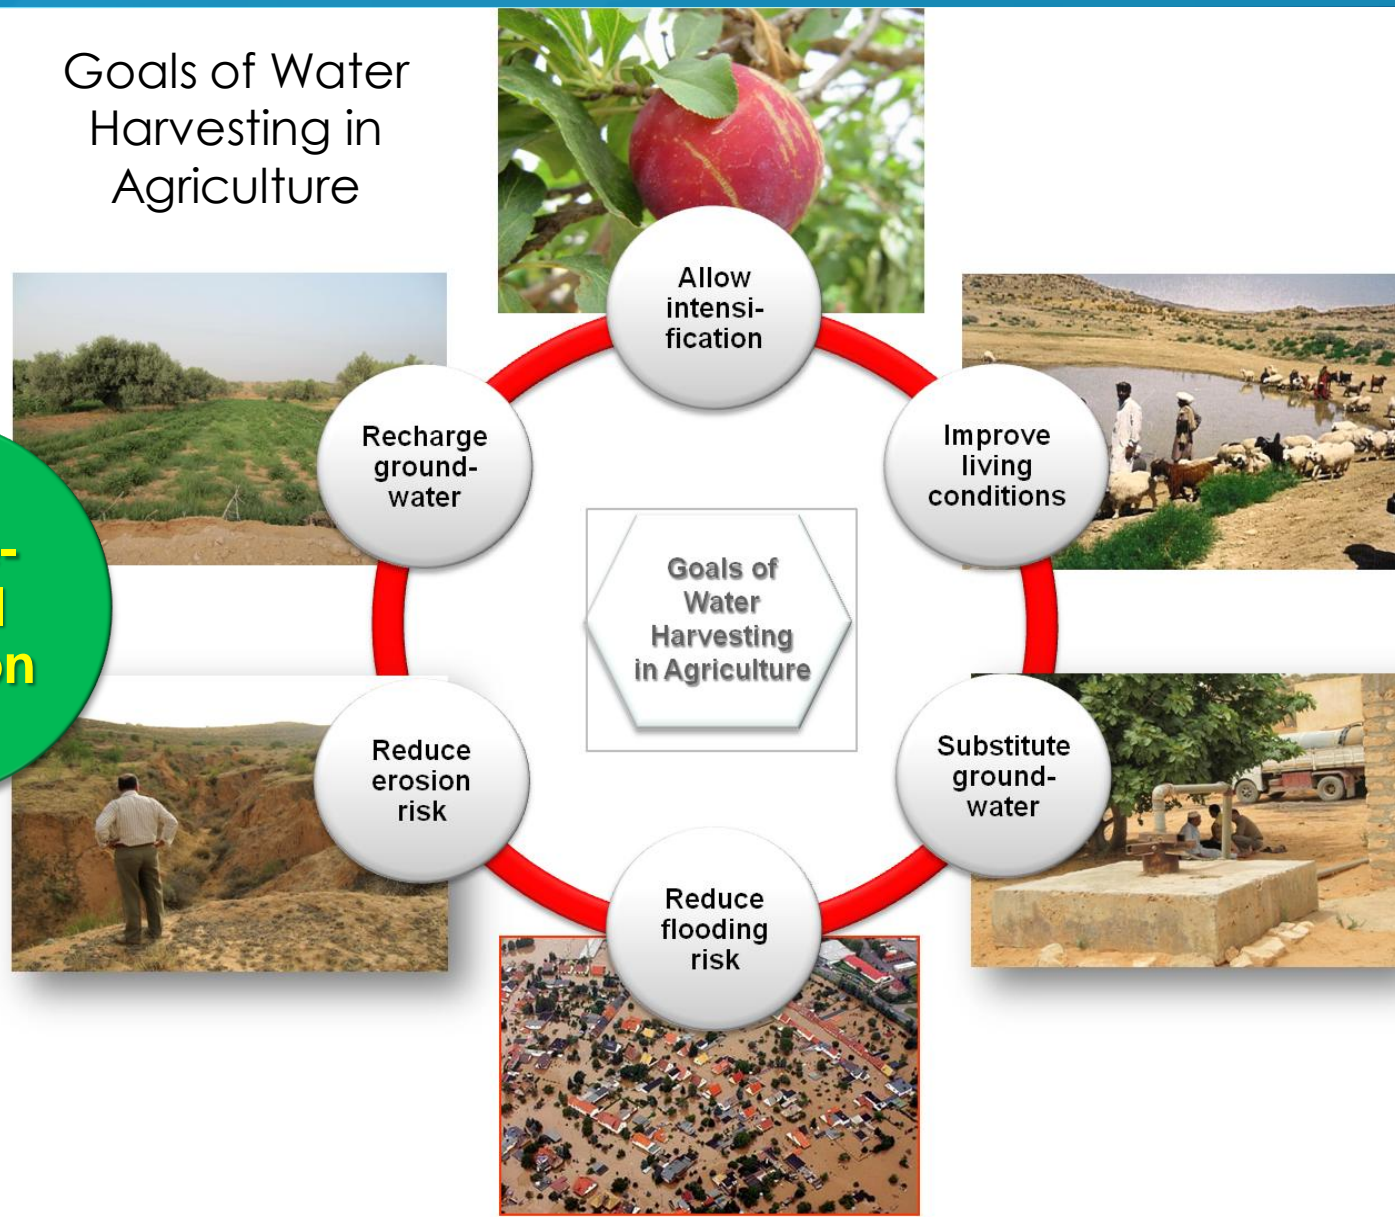 Goals of Water
Harvesting in
Agriculture
Allow
intensi-
fication
Improve
living
conditions
Substitute
ground-
water
Reduce
flooding
risk
Reduce
erosion
risk
Recharge
ground-
water
Goals of
Water
Harvesting
in Agriculture